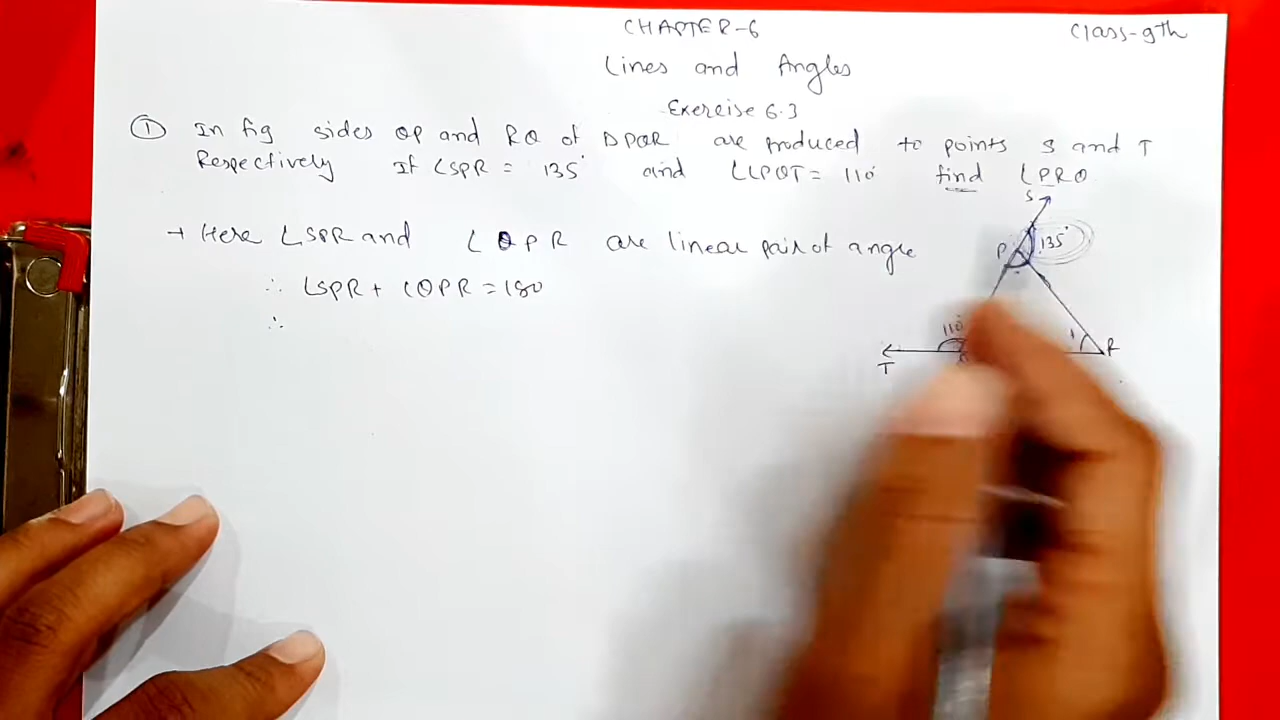 CHAPTER-6
Class-9th
Lines and Angles
Exercise 6.3
① In fig sides QP and RQ of △PQR are produced to points S and T
Respectively If ∠SPR = 135° and ∠∠PQT = 110° find ∠PRQ
→ Here ∠SPR and ∠QPR are linear pair of angle
∴ ∠SPR + ∠QPR = 180
∴
S
P 135°
110°
T R